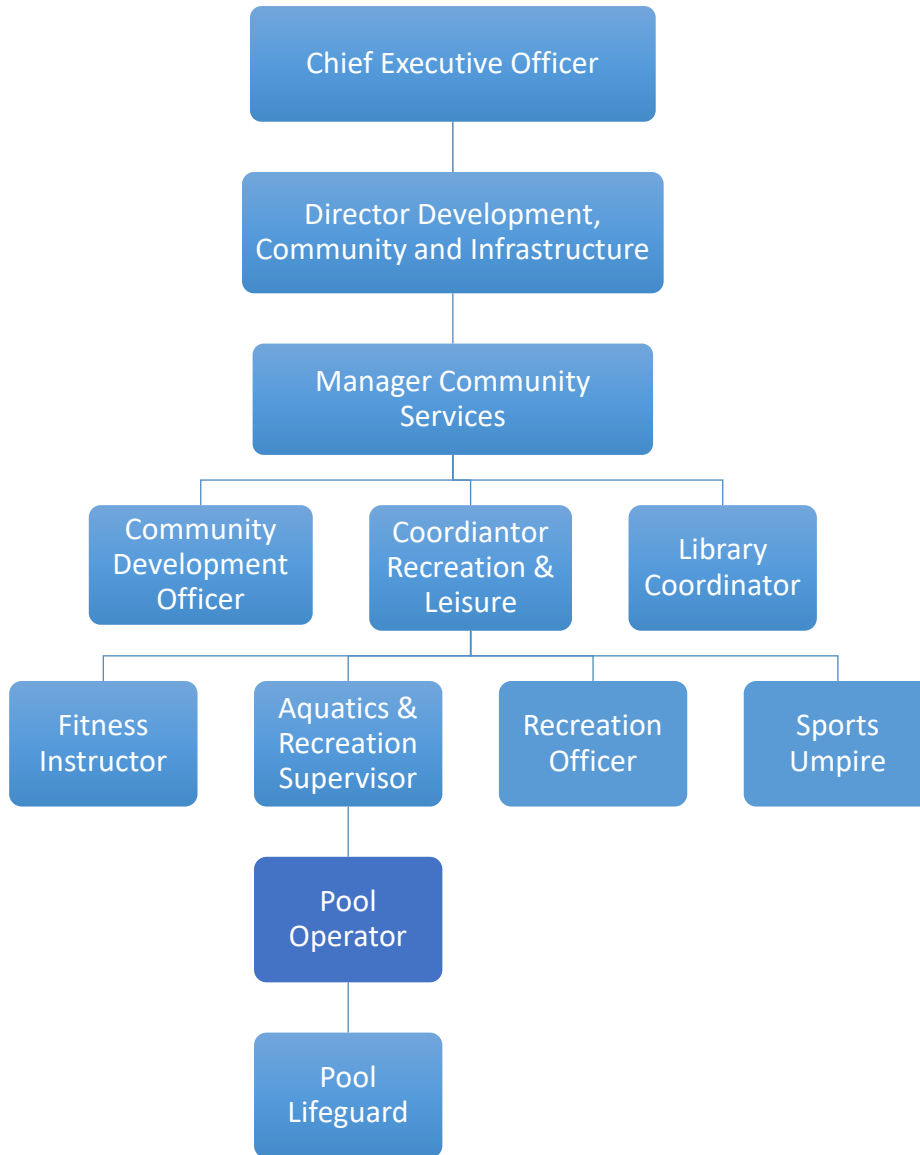 Chief Executive Officer
Director Development,
Community and Infrastructure
Manager Community
Services
Community
Development
Officer
Coordiantor
Recreation &
Leisure
Library
Coordinator
Fitness
Instructor
Aquatics &
Recreation
Supervisor
Recreation
Officer
Sports
Umpire
Pool
Operator
Pool
Lifeguard